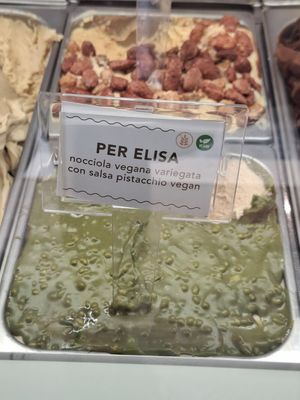 PER ELISA
nocciola vegana variegata
con salsa pistacchio vegan